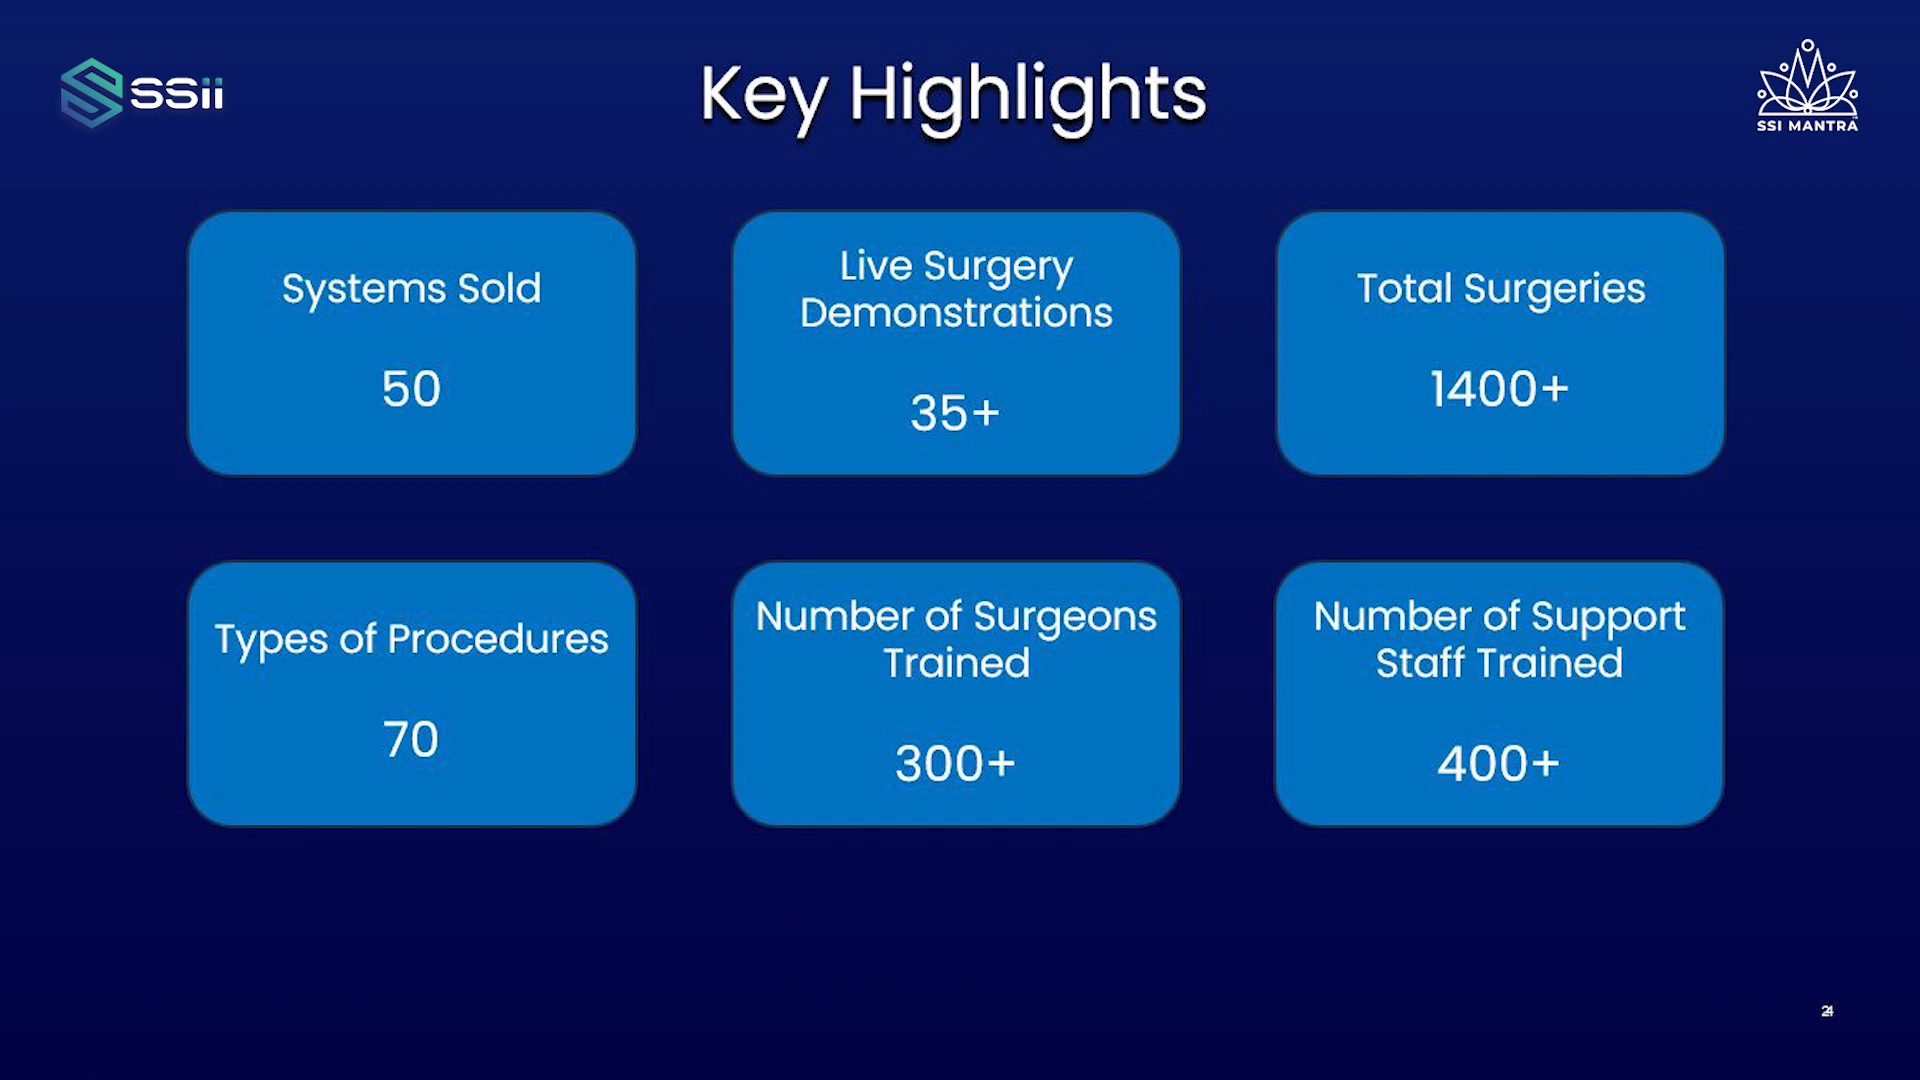 ssii
Key Highlights
SSI MANTRA
Systems Sold
50
Live Surgery
Demonstrations
35+
Total Surgeries
1400+
Types of Procedures
70
Number of Surgeons
Trained
300+
Number of Support
Staff Trained
400+